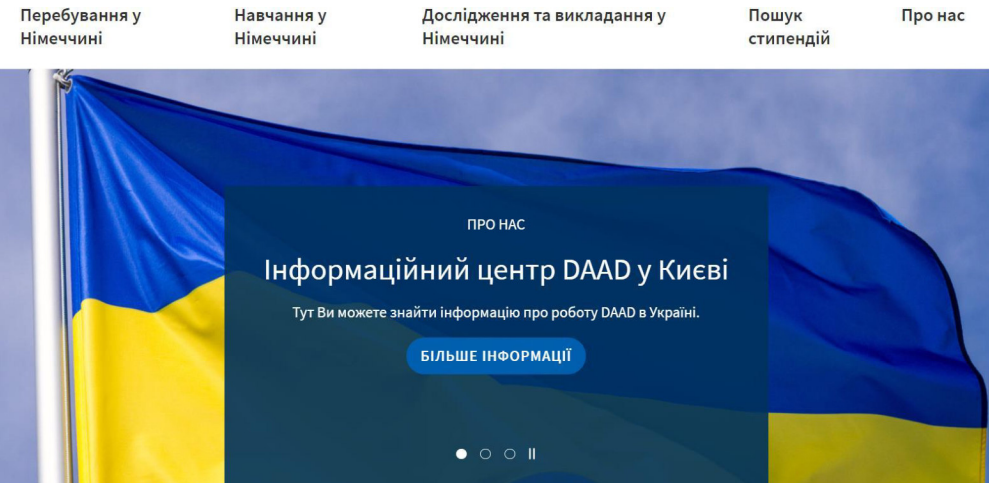 Перебування у
Німеччині
Навчання у
Німеччині
Дослідження та викладання у
Німеччині
Пошук
стипендій
Про нас
ПРО НАС
Інформаційний центр DAAD у Києві
Тут Ви можете знайти інформацію про роботу DAAD в Україні.
БІЛЬШЕ ІНФОРМАЦІЇ